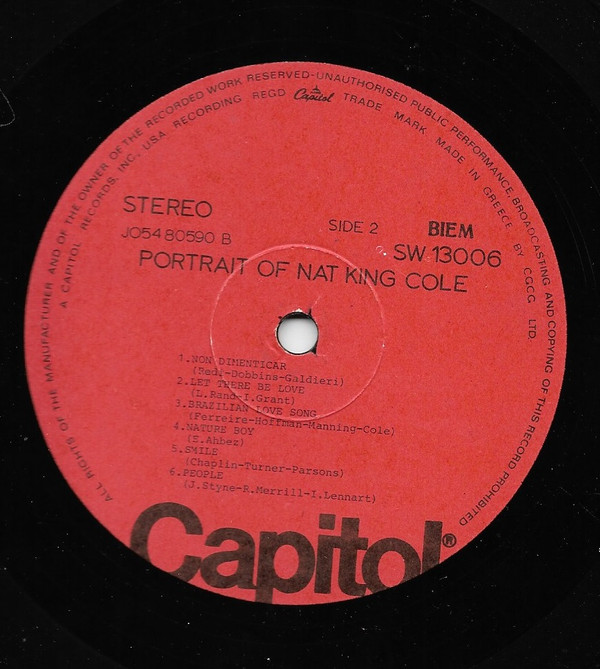 ALL RIGHTS OF THE MANUFACTURER AND OF THE OWNER OF THE RECORDED WORK RESERVED-UNAUTHORISED PUBLIC PERFORMANCE, BROADCASTING AND COPYING OF THIS RECORD PROHIBITED
A CAPITOL RECORDS, INC., USA RECORDING REGD Capitol TRADE MARK MADE IN GREECE BY CGCG LTD.
STEREO SIDE 2 BIEM
JO54 80590 B SW 13006
PORTRAIT OF NAT KING COLE
1.NON DIMENTICAR
(Red.-Dobbins-Galdieri)
2.LET THERE BE LOVE
(L.Rand-I.Grant)
3.BRAZILIAN LOVE SONG
(Ferreire-Hoffman-Manning-Cole)
4.NATURE BOY
(S.Ahbez)
5.SMILE
(Chaplin-Turner-Parsons)
6.PEOPLE
(J.Styne-R.Merrill-I.Lennart)
Capitol®